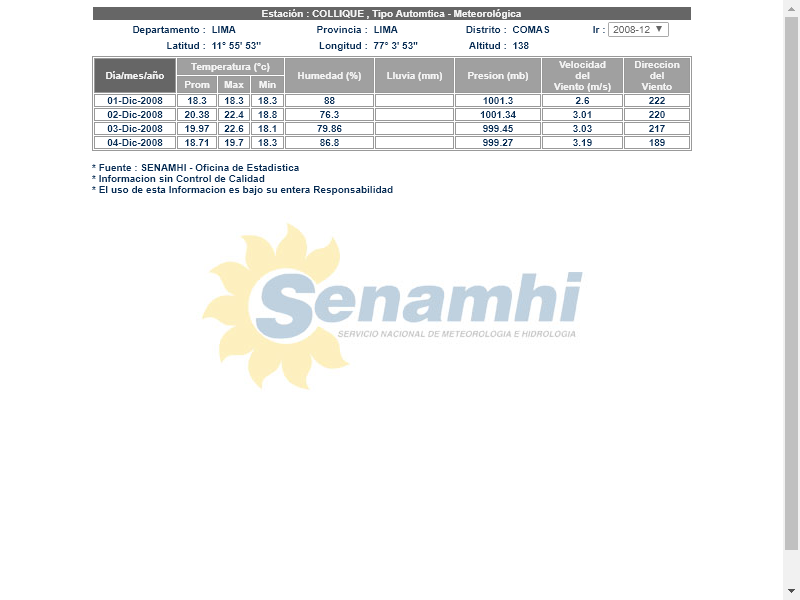 Estación : COLLIQUE , Tipo Automtica - Meteorológica
Departamento : LIMA Provincia : LIMA Distrito : COMAS Ir : 2008-12
Latitud : 11° 55' 53" Longitud : 77° 3' 53" Altitud : 138
Dia/mes/año Temperatura (°c) Humedad (%) Lluvia (mm) Presion (mb) Velocidad del Viento (m/s) Direccion del Viento
Prom Max Min
01-Dic-2008 18.3 18.3 18.3 88 1001.3 2.6 222
02-Dic-2008 20.38 22.4 18.8 76.3 1001.34 3.01 220
03-Dic-2008 19.97 22.6 18.1 79.86 999.45 3.03 217
04-Dic-2008 18.71 19.7 18.3 86.8 999.27 3.19 189
* Fuente : SENAMHI - Oficina de Estadistica
* Informacion sin Control de Calidad
* El uso de esta Informacion es bajo su entera Responsabilidad
Senamhi
SERVICIO NACIONAL DE METEOROLOGIA E HIDROLOGIA